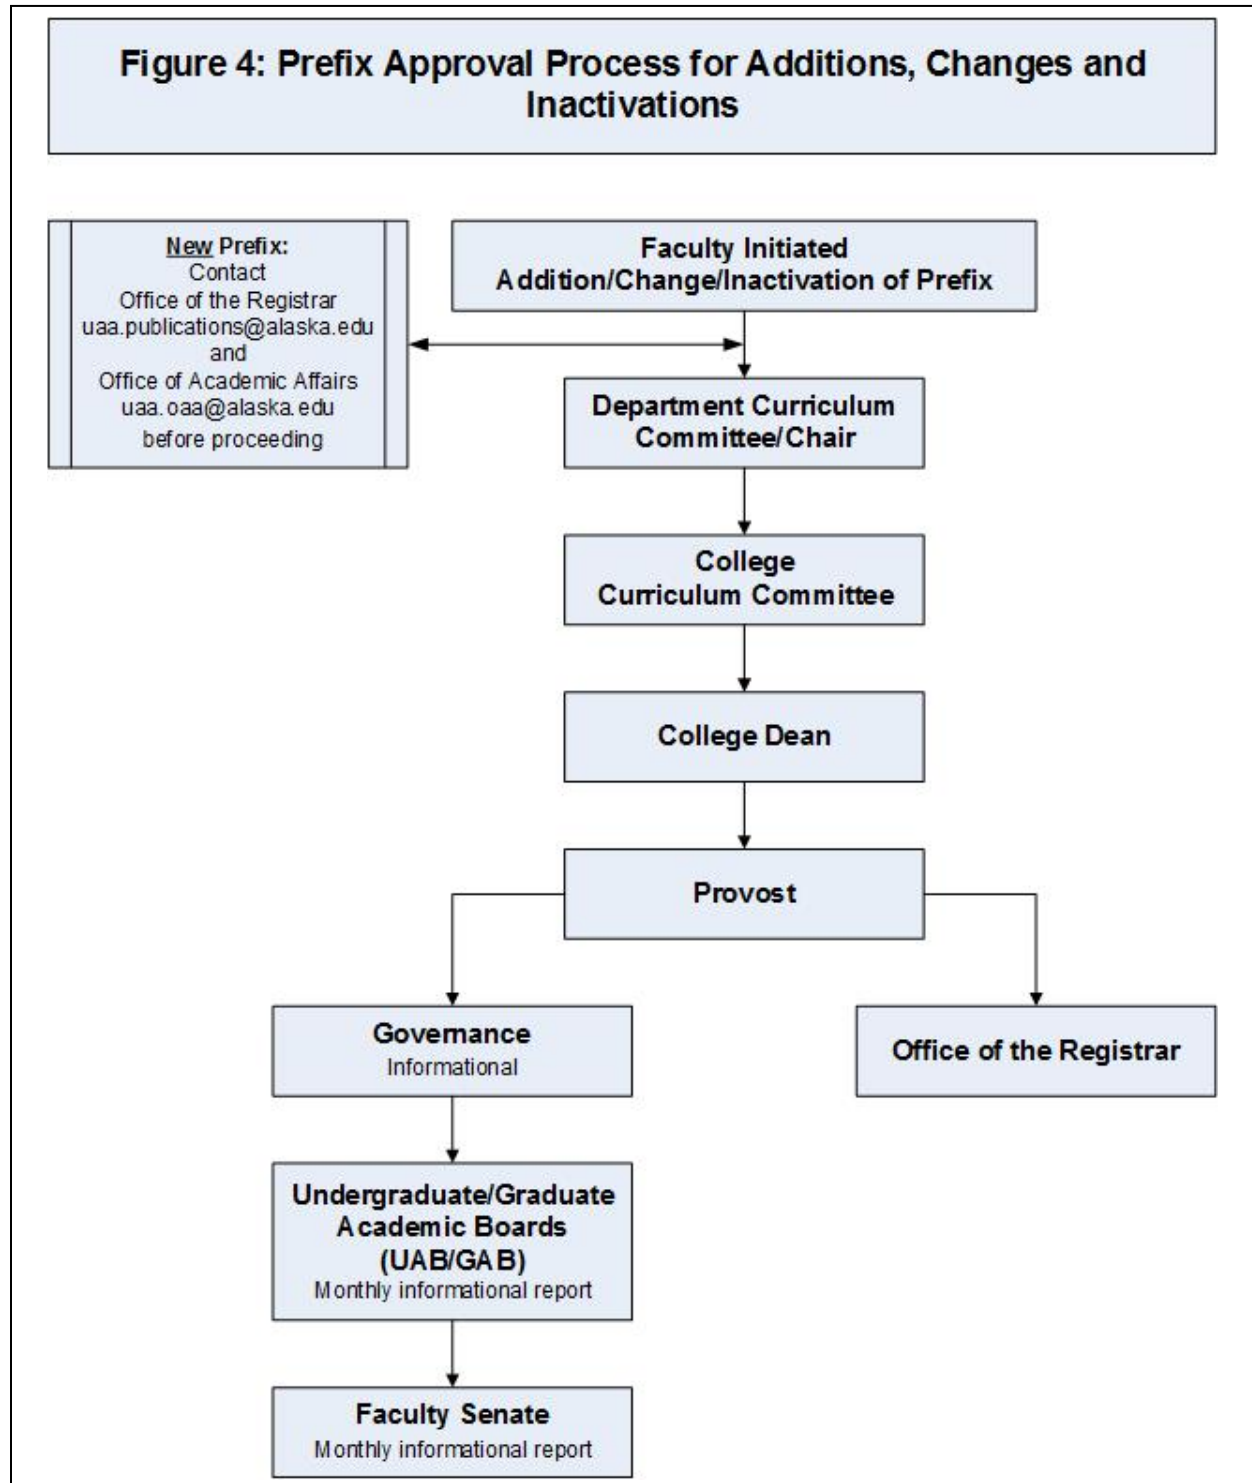 Figure 4: Prefix Approval Process for Additions, Changes and
Inactivations
New Prefix:
Contact
Office of the Registrar
uaa.publications@alaska.edu
and
Office of Academic Affairs
uaa.oaa@alaska.edu
before proceeding
Faculty Initiated
Addition/Change/Inactivation of Prefix
Department Curriculum
Committee/Chair
College
Curriculum Committee
College Dean
Provost
Governance
Informational
Office of the Registrar
Undergraduate/Graduate
Academic Boards
(UAB/GAB)
Monthly informational report
Faculty Senate
Monthly informational report